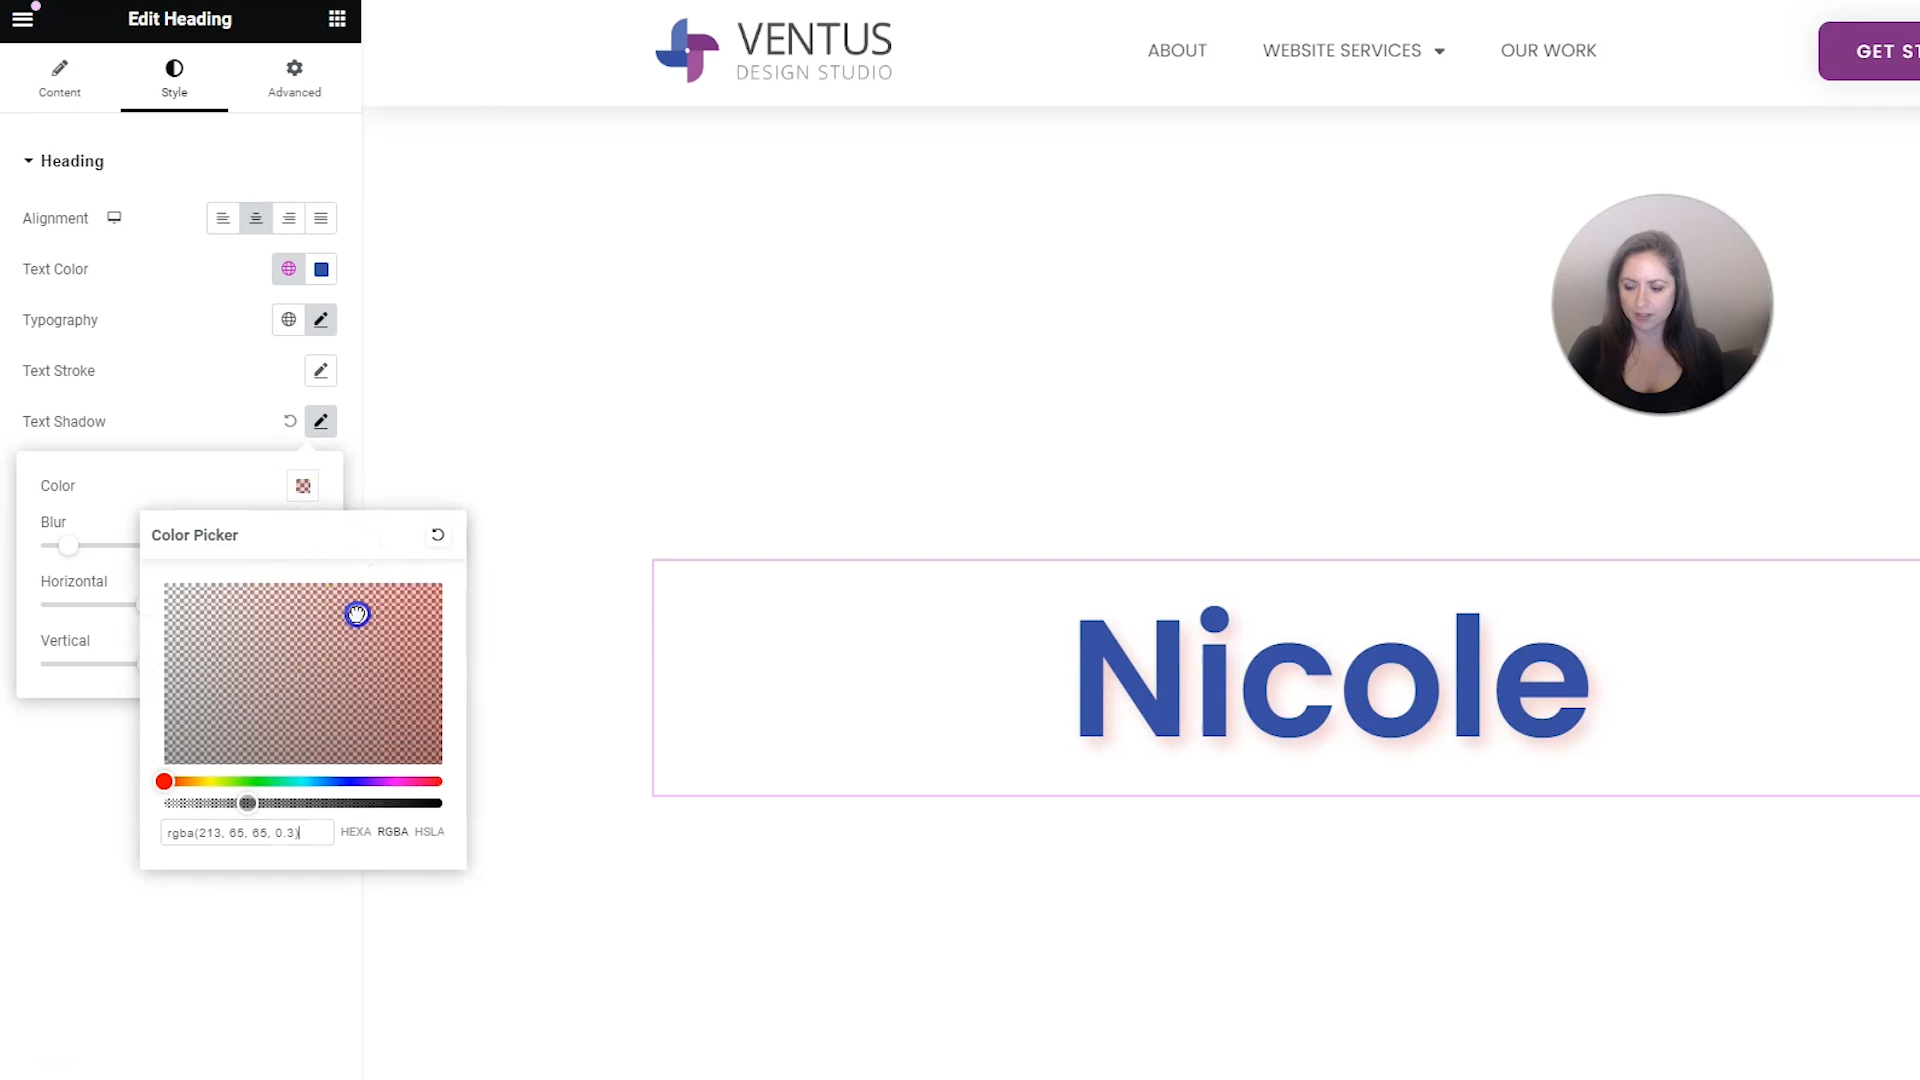 Edit Heading
Content
Style
Advanced
Heading
Alignment
Text Color
Typography
Text Stroke
Text Shadow
Color
Blur
Horizontal
Vertical
Color Picker
rgba(213, 65, 65, 0.3)
HEXA RGBA HSLA
VENTUS
DESIGN STUDIO
ABOUT
WEBSITE SERVICES
OUR WORK
GET ST
Nicole